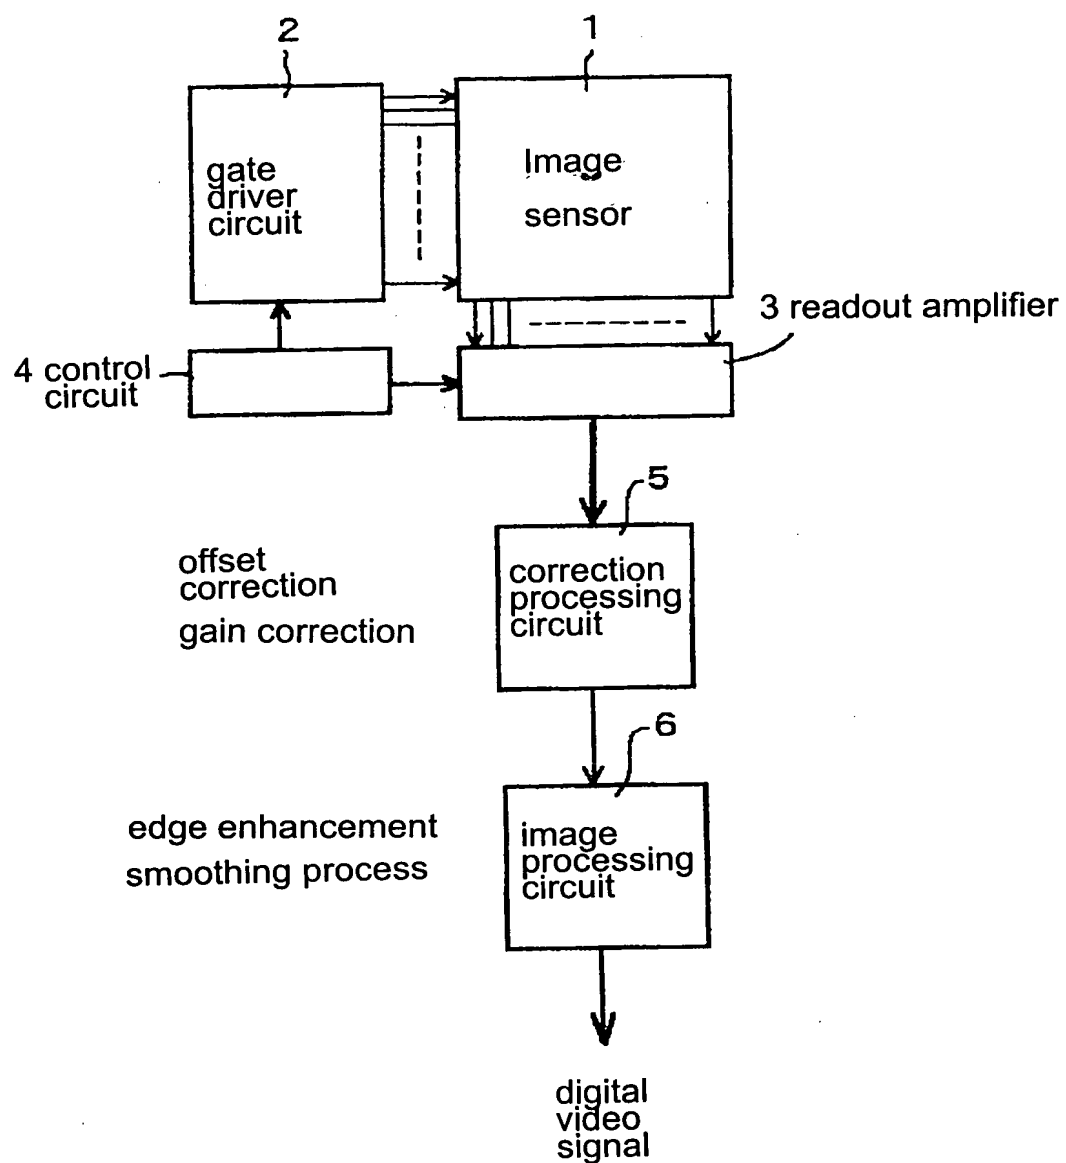 2
1
gate
driver
circuit
Image
sensor
3 readout amplifier
4 control
circuit
5
offset
correction
gain correction
correction
processing
circuit
6
edge enhancement
smoothing process
image
processing
circuit
digital
video
signal